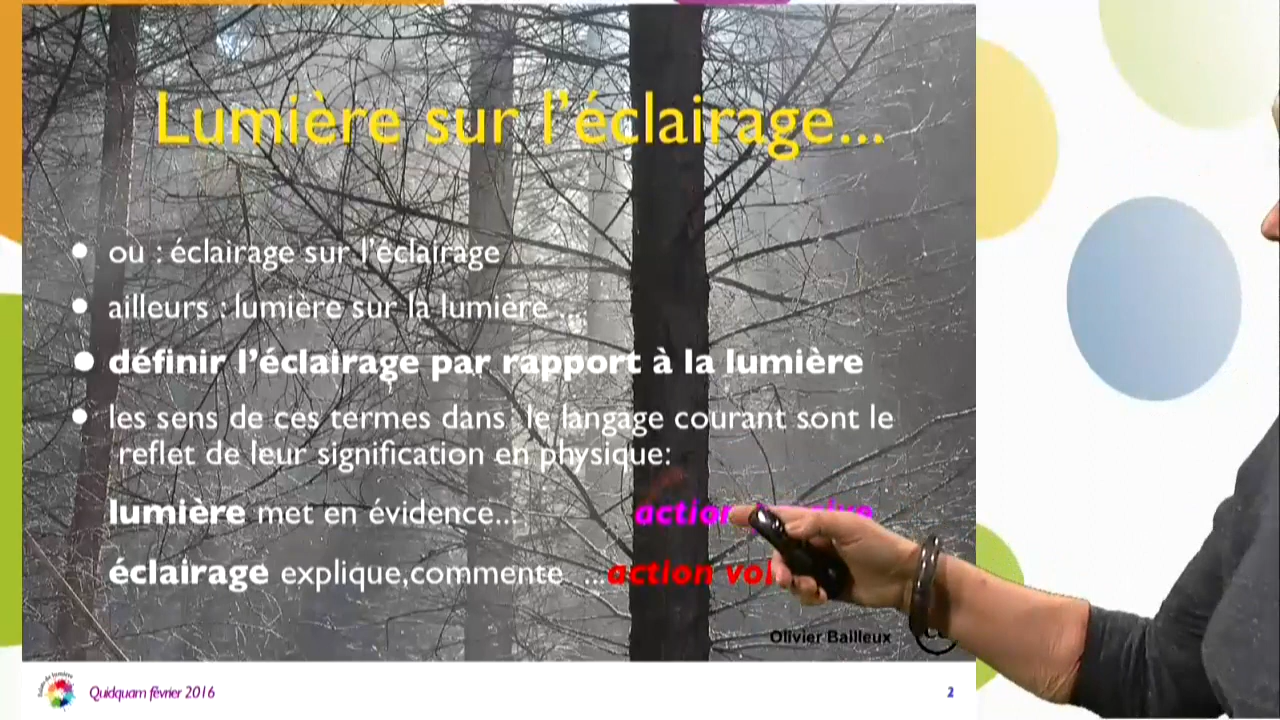 Lumière sur l'éclairage...
• ou : éclairage sur l'éclairage
• ailleurs : lumière sur la lumière ....
• définir l'éclairage par rapport à la lumière
• les sens de ces termes dans le langage courant sont le
reflet de leur signification en physique:
lumière met en évidence... action
éclairage explique,commente ...action
Olivier Bailleux
Quidquam février 2016
2